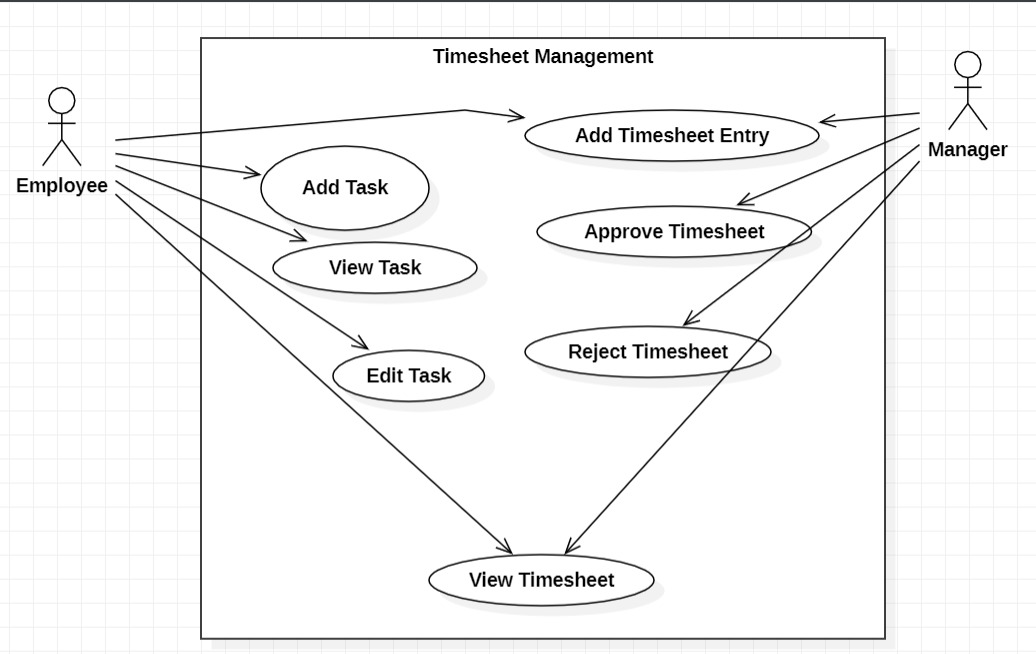 Timesheet Management
Employee
Manager
Add Timesheet Entry
Add Task
Approve Timesheet
View Task
Reject Timesheet
Edit Task
View Timesheet